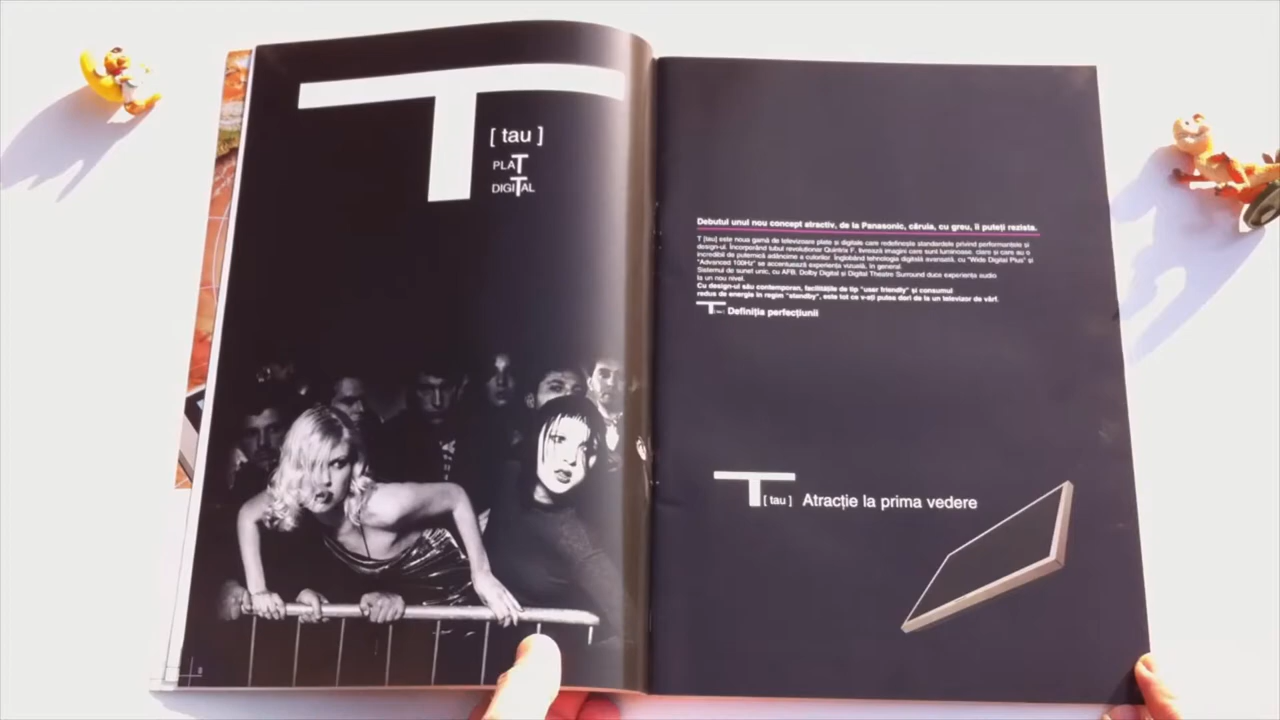 T
[ tau ]
PLAT
DIGITAL
8
Debutul unul nou concept atractiv, de la Panasonic, căruia, cu greu, îi puteți rezista.
T [tau] este noua gamă de televizoare plate și digitale care redefinește standardele privind performanțele și
design-ul. Încorporând tubul revoluționar Quintrix F, livrează imagini care sunt luminoase, clare și care au o
incredibil de puternică adâncime a culorilor. Înglobând tehnologia digitală avansată, cu "Wide Digital Plus" și
"Advanced 100Hz" se accentuează experiența vizuală, în general.
Sistemul de sunet unic, cu AFB, Dolby Digital și Digital Theatre Surround duce experiența audio
la un nou nivel.
Cu design-ul său contemporan, facilitățile de tip "user friendly" și consumul
redus de energie în regim "standby", este tot ce v-ați putea dori de la un televizor de vârf.
T [tau] Definiția perfecțiunii
T [ tau ] Atracție la prima vedere